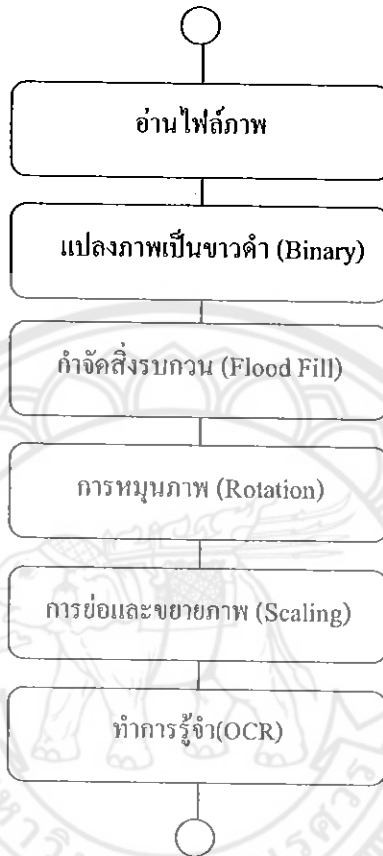 อ่านไฟล์ภาพ
แปลงภาพเป็นขาวดำ (Binary)
กำจัดสิ่งรบกวน (Flood Fill)
การหมุนภาพ (Rotation)
การย่อและขยายภาพ (Scaling)
ทำการรู้จำ(OCR)